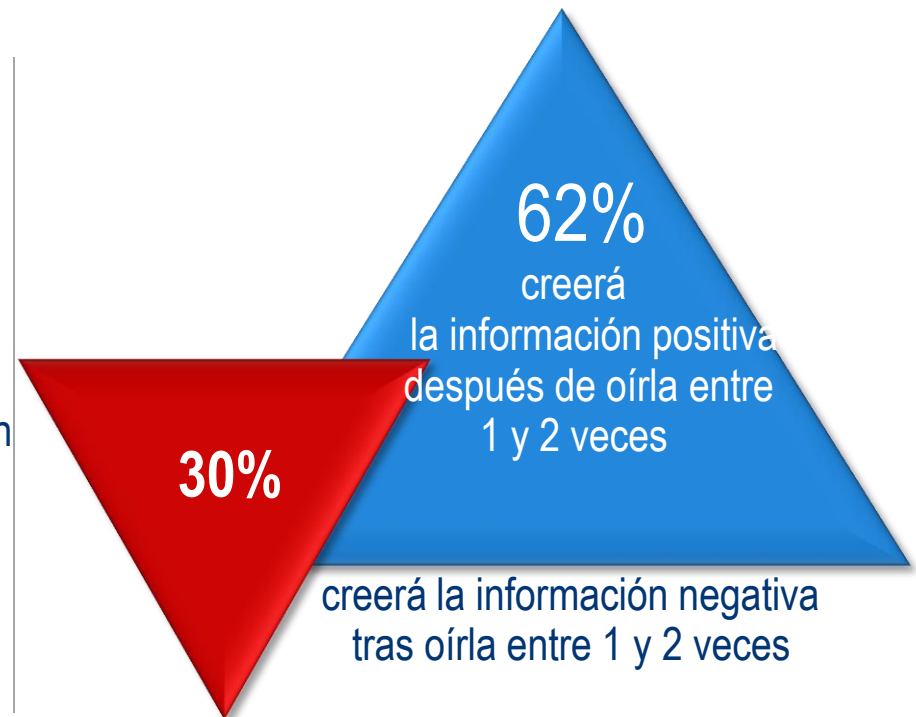 62%
creerá
la información positiva
después de oírla entre
1 y 2 veces
n
30%
creerá la información negativa
tras oírla entre 1 y 2 veces